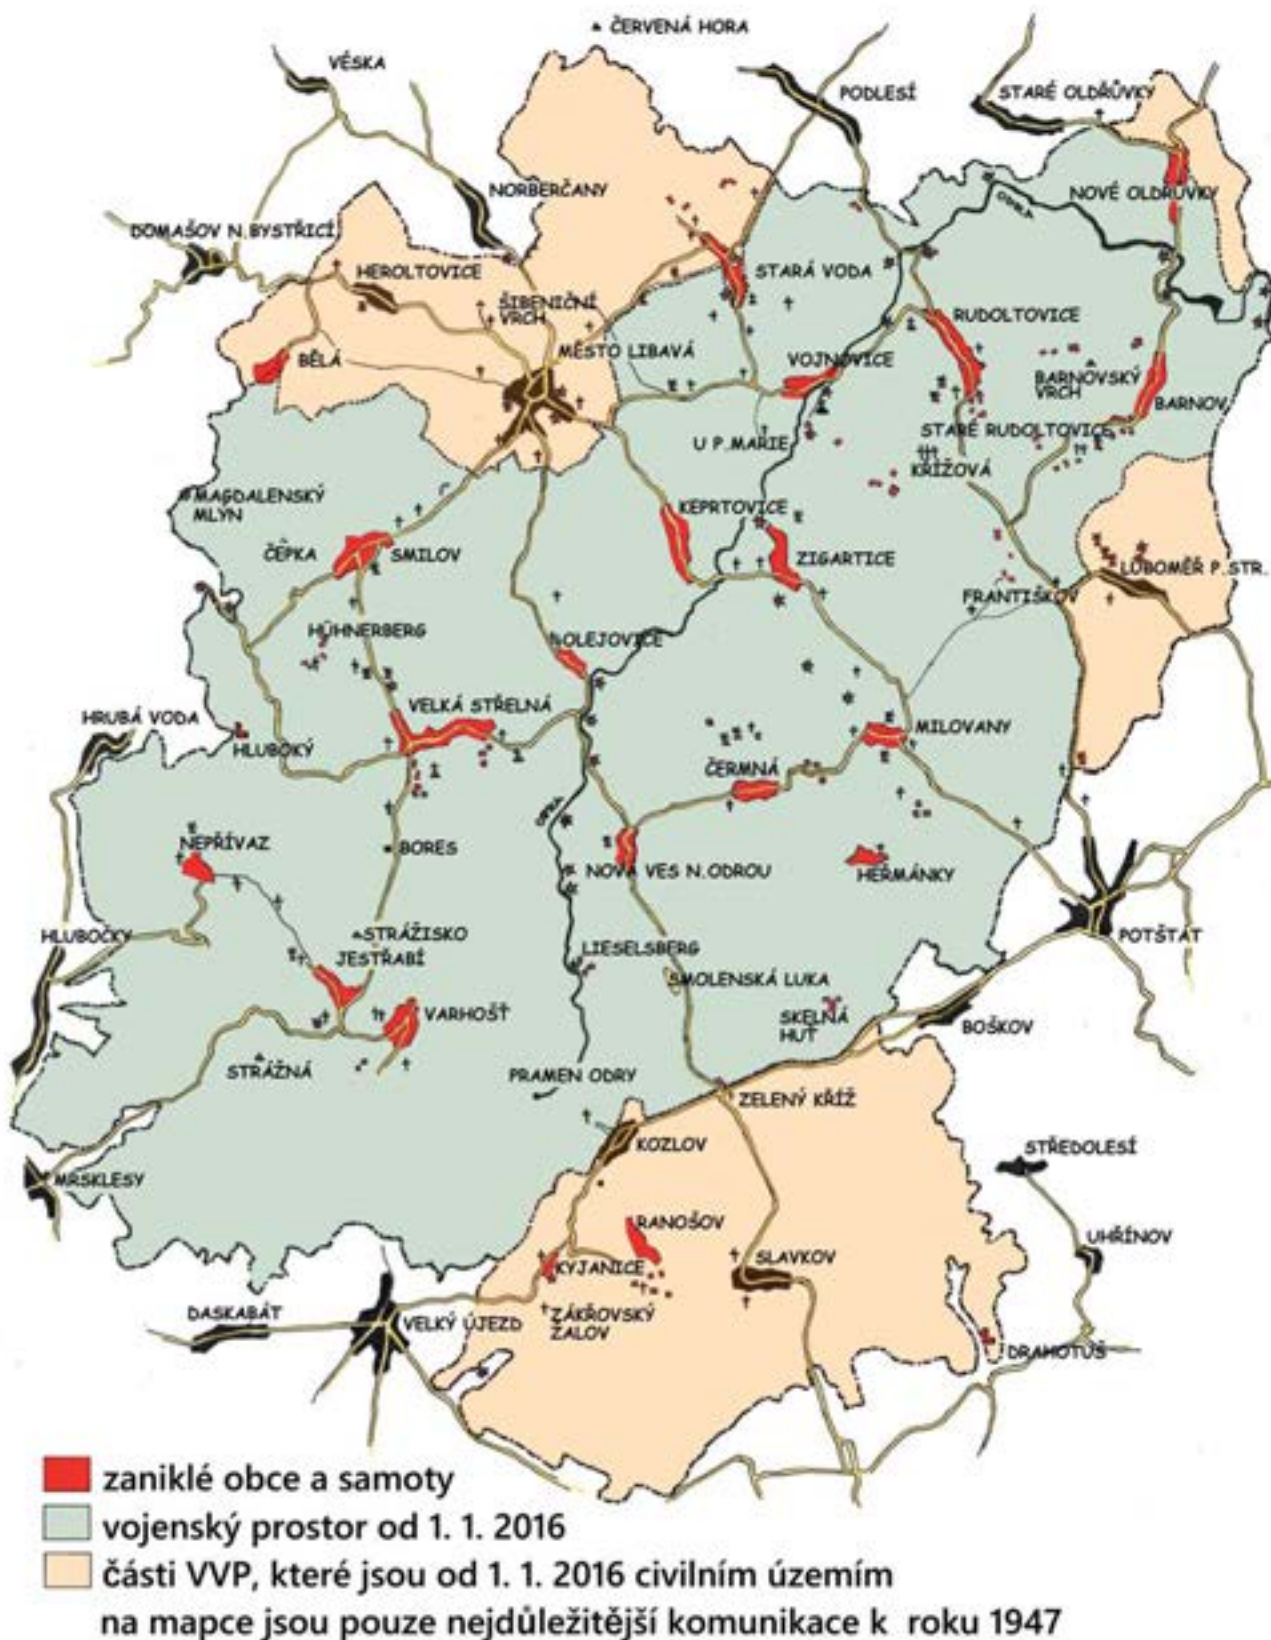 ČERVENÁ HORA
VÉSKA
PODLESÍ
STARÉ OLDŘŮVKY
NORBERČANY
NOVÉ OLDŘŮVKY
ODRA
DOMAŠOV N.BYSTŘICÍ
HEROLTOVICE
STARÁ VODA
ŠIBENIČNÍ
VRCH
RUDOLTOVICE
MĚSTO LIBAVÁ
VOJNOVICE
BĚLÁ
BARNOVSKÝ
VRCH
BARNOV
STARÉ RUDOLTOVICE
U P.MARIE
KŘÍŽOVÁ
MAGDALENSKÝ
MLÝN
KEPRTOVICE
ČEPKA
SMILOV
ZIGARTICE
LUBOMĚŘ P.STR.
FRANTIŠKOV
HÜHNERBERG
OLEJOVICE
VELKÁ STŘELNÁ
HRUBÁ VODA
MILOVANY
HLUBOKÝ
ČERMNÁ
ODRA
NEPŘÍVAZ
BORES
NOVÁ VES N.ODROU
HEŘMÁNKY
HLUBOČKY
STRÁŽISKO
POTŠTÁT
JESTŘABÍ
LIESELSBERG
SMOLENSKÁ LUKA
VARHOŠŤ
SKELNÁ
HUŤ
BOŠKOV
STRÁŽNÁ
PRAMEN ODRY
ZELENÝ KŘÍŽ
KOZLOV
STŘEDOLESÍ
MRSKLESY
RANOŠOV
UHŘÍNOV
KYJANICE
SLAVKOV
DASKABÁT
VELKÝ ÚJEZD
ZÁKŘOVSKÝ
ŽALOV
DRAHOTUŠ
zaniklé obce a samoty
vojenský prostor od 1. 1. 2016
části VVP, které jsou od 1. 1. 2016 civilním územím
na mapce jsou pouze nejdůležitější komunikace k roku 1947